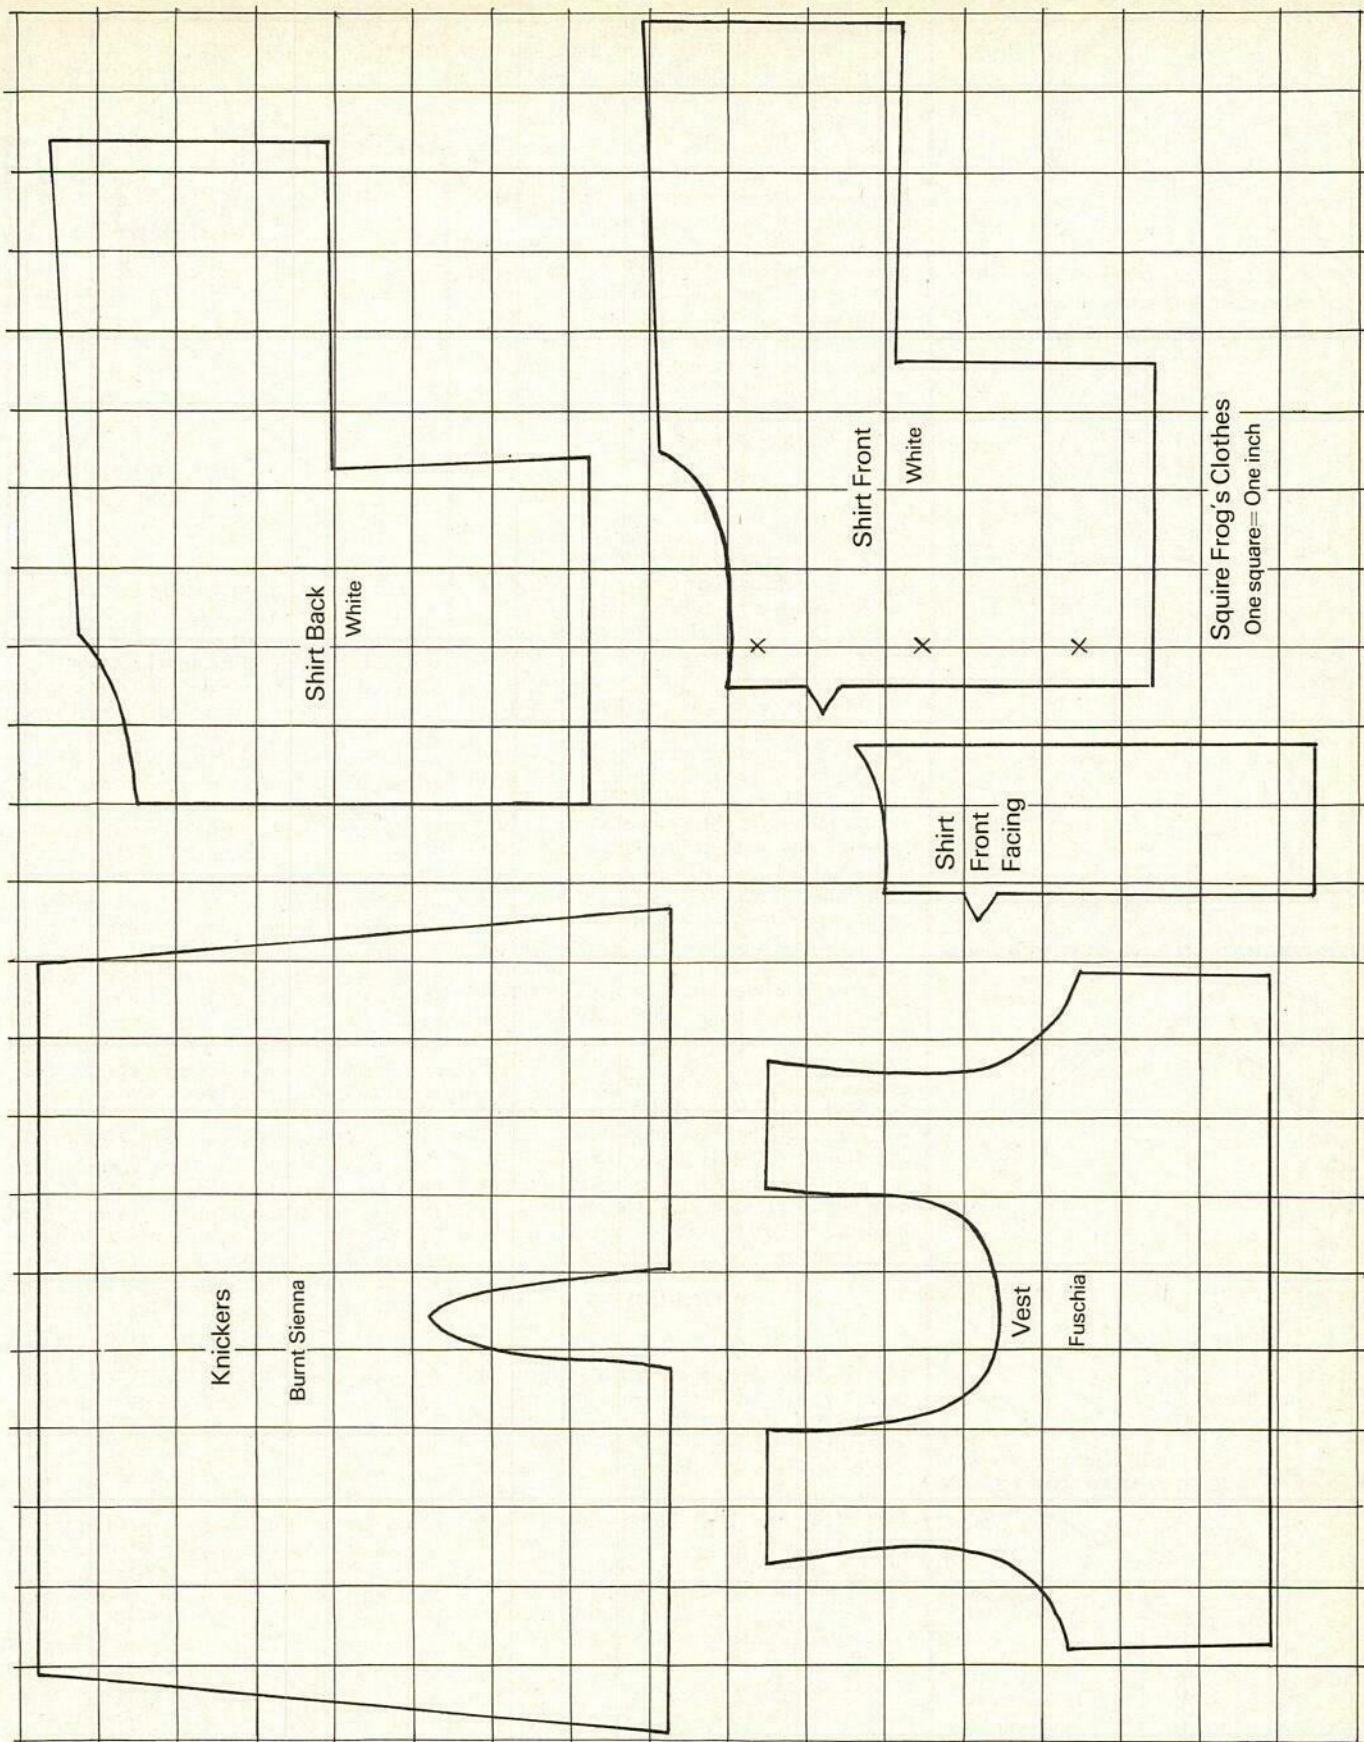 Shirt Back
White
Shirt Front
White
Squire Frog's Clothes
One square=One inch
Shirt
Front
Facing
Knickers
Burnt Sienna
Vest
Fuschia